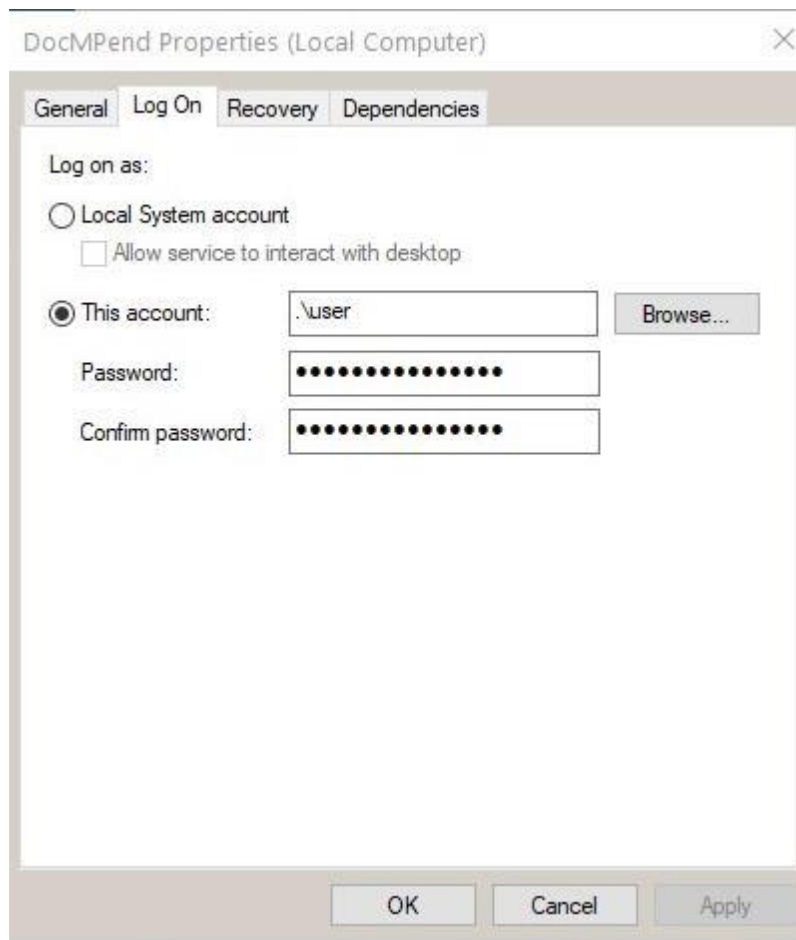 DocMPend Properties (Local Computer)
General Log On Recovery Dependencies
Log on as:
Local System account
Allow service to interact with desktop
This account: .\user Browse...
Password: •••••••••••••••
Confirm password: •••••••••••••••
OK Cancel Apply